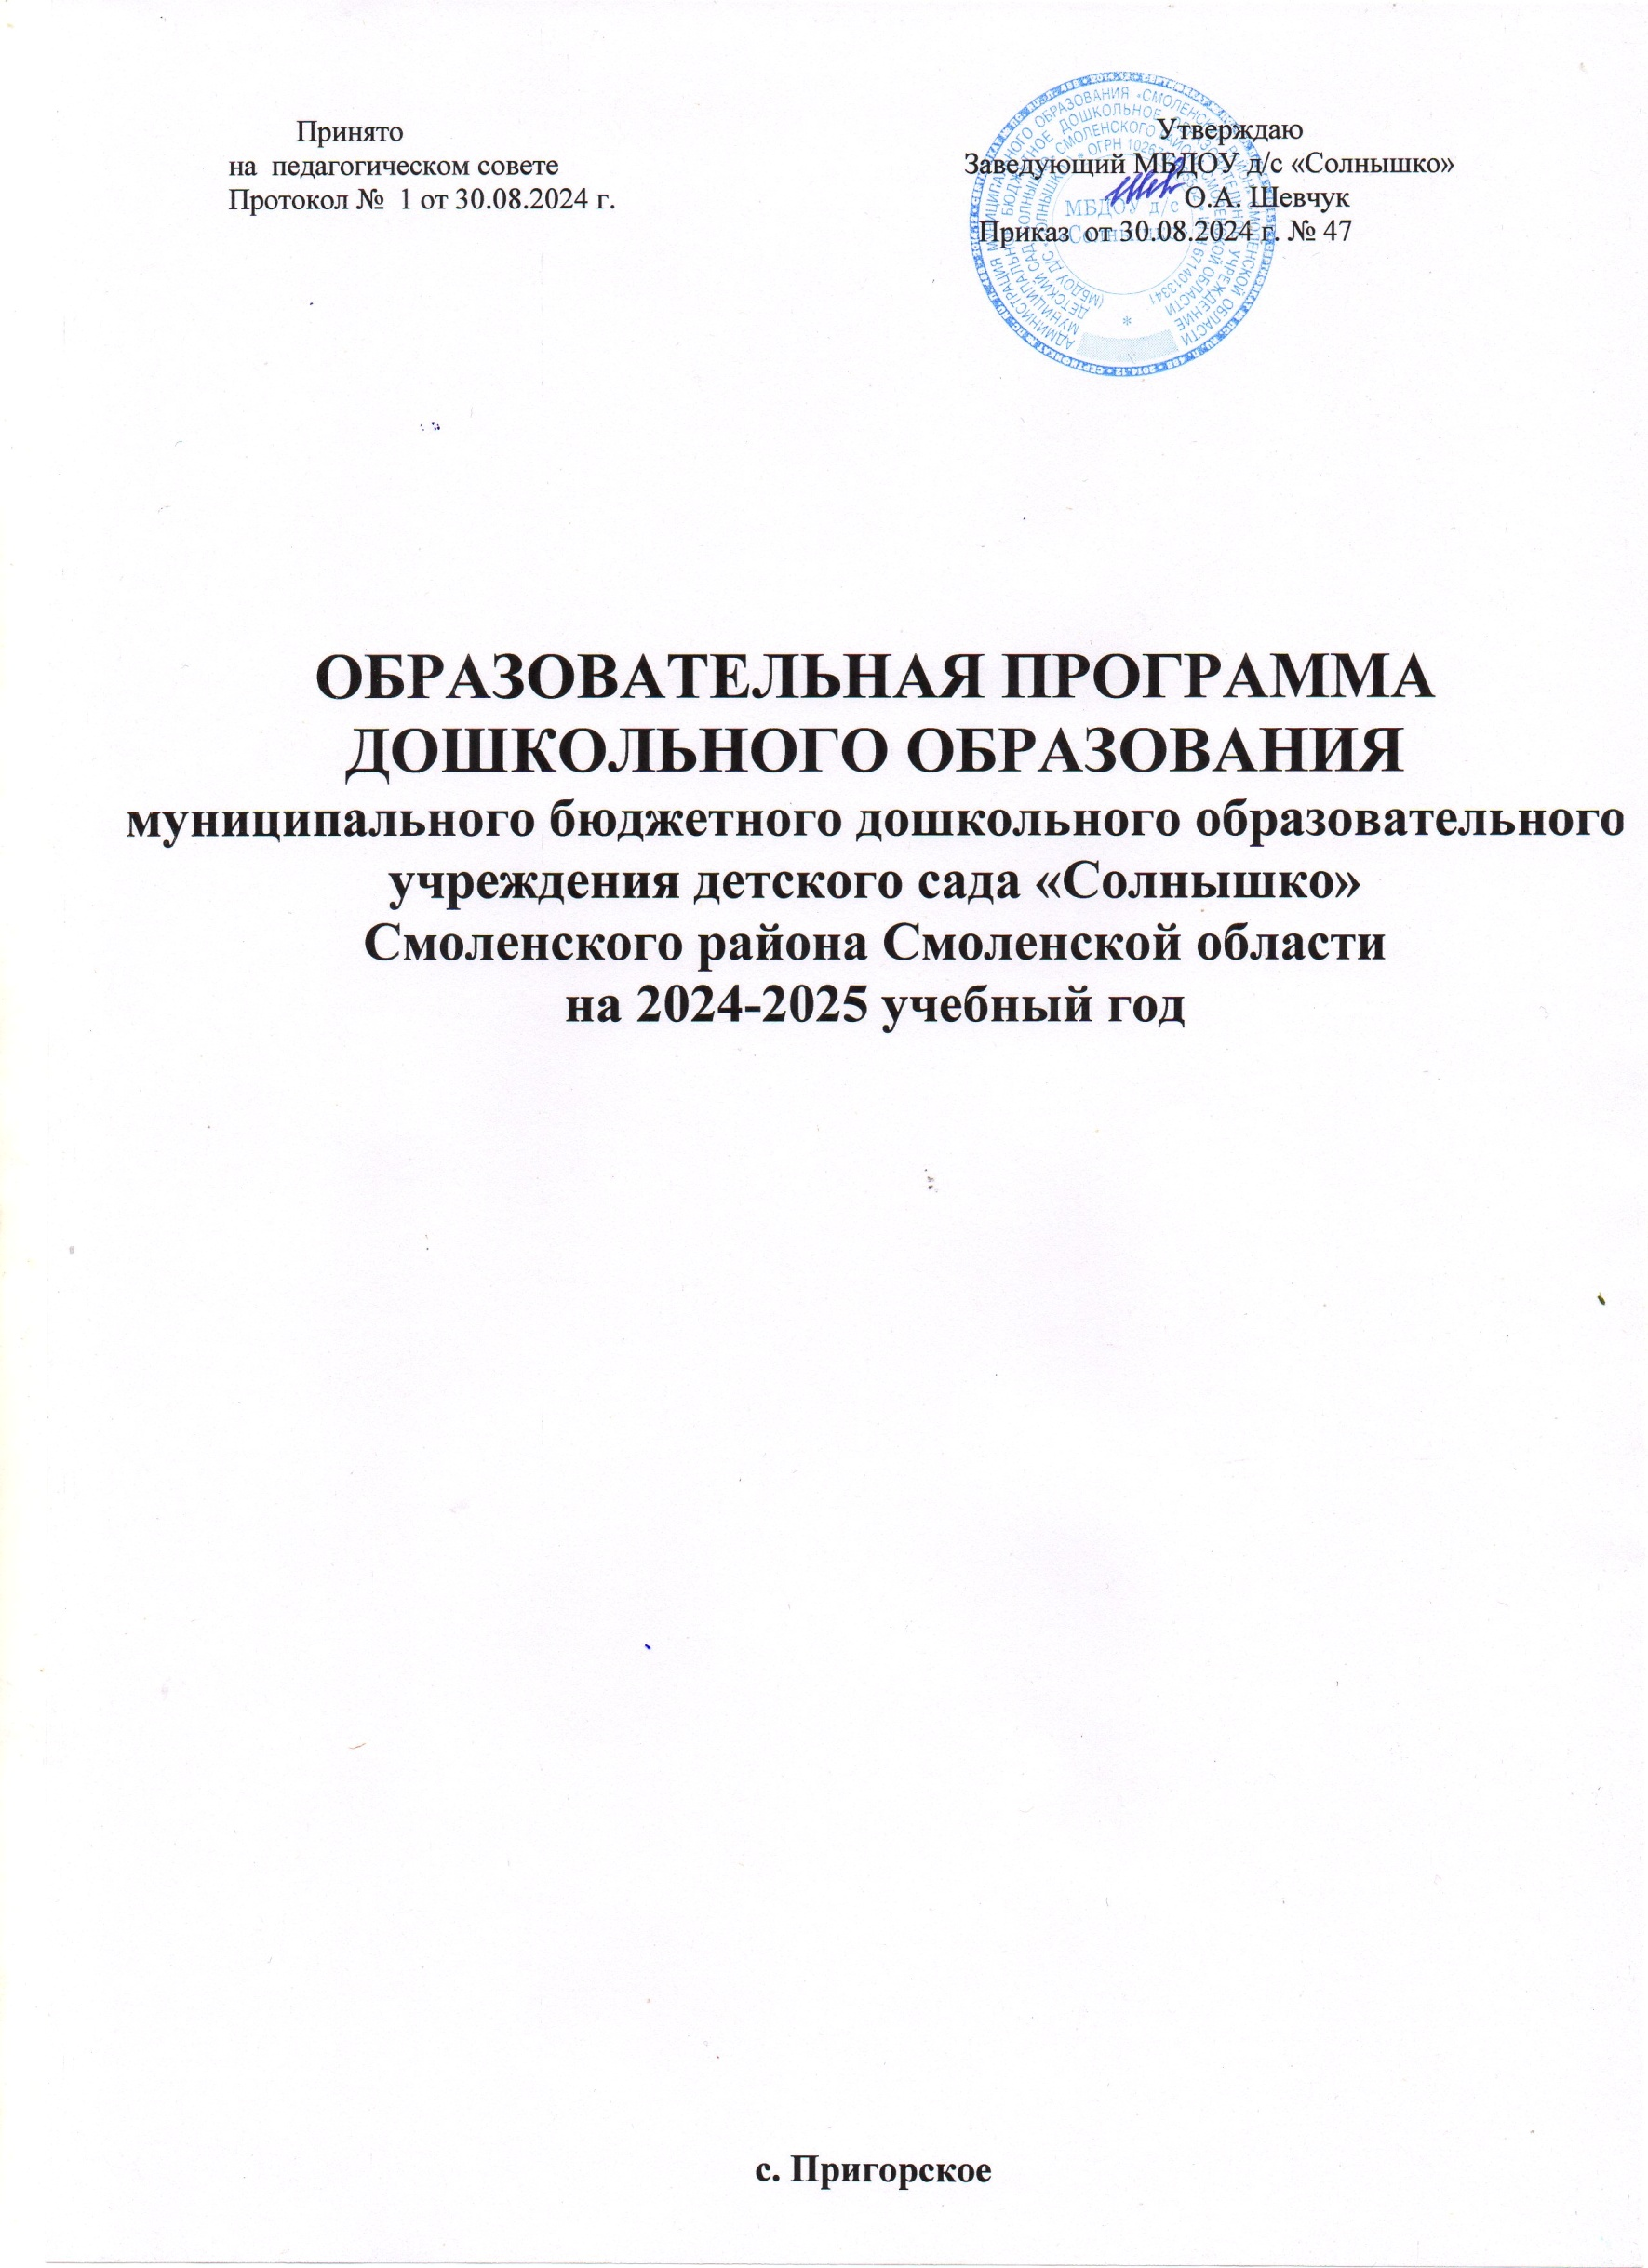 Принято
на педагогическом совете
Протокол № 1 от 30.08.2024 г.
Утверждаю
Заведующий МБДОУ д/с «Солнышко»
О.А. Шевчук
Приказ от 30.08.2024 г. № 47
МБДОУ д/с
ОБРАЗОВАТЕЛЬНАЯ ПРОГРАММА
ДОШКОЛЬНОГО ОБРАЗОВАНИЯ
муниципального бюджетного дошкольного образовательного
учреждения детского сада «Солнышко»
Смоленского района Смоленской области
на 2024-2025 учебный год
с. Пригорское